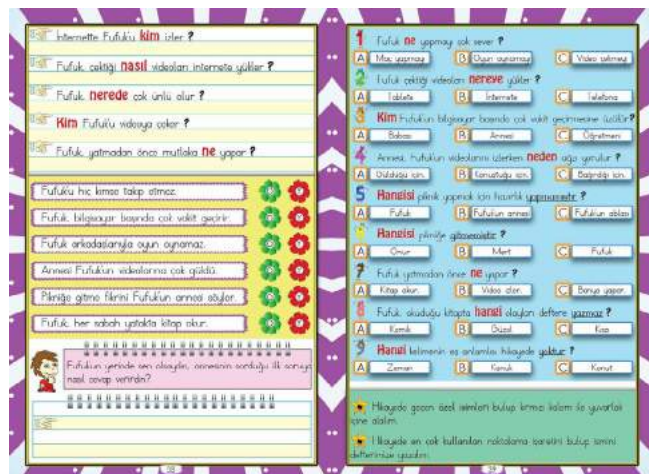 İnternette Fufuk'u kim izler ?
Fufuk, çektiği nasıl videoları internete yükler ?
Fufuk, nerede çok ünlü olur ?
Kim Fufuk'u videoya çeker ?
Fufuk, yatmadan önce mutlaka ne yapar ?
Fufuk'u hiç kimse takip etmez.
Fufuk, bilgisayar başında çok vakit geçirir.
Fufuk arkadaşlarıyla oyun oynamaz.
Annesi Fufuk'un videolarına çok güldü.
Pikniğe gitme fikrini Fufuk'un annesi söyler.
Fufuk, her sabah yatakta kitap okur.
Fufuk'un yerinde sen olsaydın, annesinin sorduğu ilk soruya
nasıl cevap verirdin?
1 Fufuk ne yapmayı çok sever ?
A Maç yapmayı B Oyun oynamayı C Video çekmeyi
2 Fufuk çektiği videoları nereye yükler ?
A Tablete B İnternete C Telefona
3 Kim Fufuk'un bilgisayar başında çok vakit geçirmesine üzülür?
A Babası B Annesi C Öğretmeni
4 Annesi, Fufuk'un videolarını izlerken neden ağzı yorulur ?
A Güldüğü için. B Konuştuğu için. C Bağırdığı için.
5 Hangisi piknik yapmak için hazırlık yapmamıştır ?
A Fufuk B Fufuk'un annesi C Fufuk'un ablası
6 Hangisi pikniğe gitmemiştir ?
A Onur B Mert C Fufuk
7 Fufuk yatmadan önce ne yapar ?
A Kitap okur. B Video izler. C Banyo yapar.
8 Fufuk, okuduğu kitapta hangi olayları deftere yazmaz ?
A Komik B Güzel C Kısa
9 Hangi kelimenin eş anlamlısı hikayede yoktur ?
A Zaman B Konuk C Konut
Hikayede geçen özel isimleri bulup kırmızı kalem ile yuvarlak
içine alalım.
Hikayede en çok kullanılan noktalama işaretini bulup ismini
defterimize yazalım.